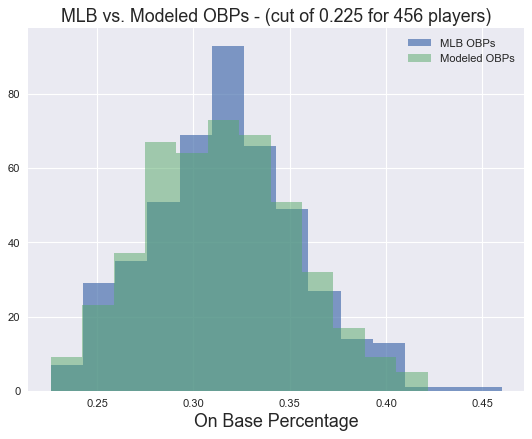 MLB vs. Modeled OBPs - (cut of 0.225 for 456 players)
MLB OBPs
Modeled OBPs
80
60
40
20
0
0.25 0.30 0.35 0.40 0.45
On Base Percentage